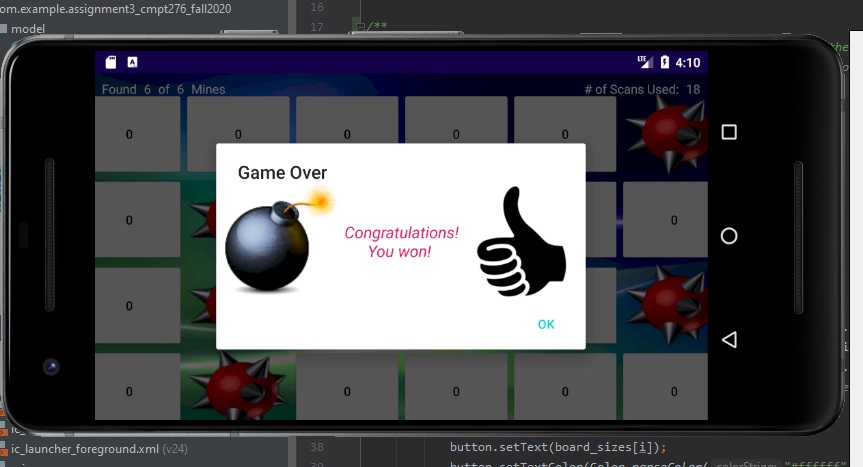 om.example.assignment3_cmpt276_fall2020
model
16
17
/**
LTE 4:10
Found 6 of 6 Mines
# of Scans Used: 18
0 0 0 0 0
Game Over
0
0
Congratulations!
You won!
0
OK
0 0 0 0 0
ic_launcher_foreground.xml (v24)
38
button.setText(board_sizes[i]);